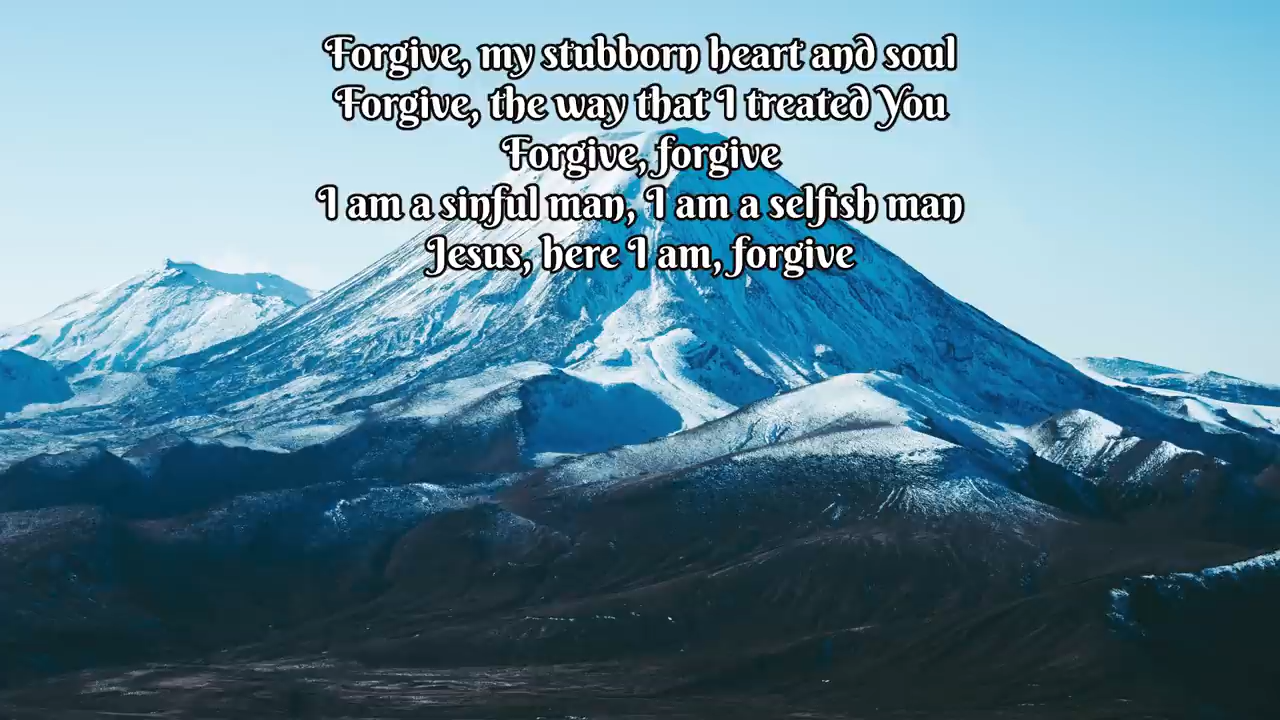 Forgive, my stubborn heart and soul
Forgive, the way that I treated You
Forgive, forgive
I am a sinful man, I am a selfish man
Jesus, here I am, forgive